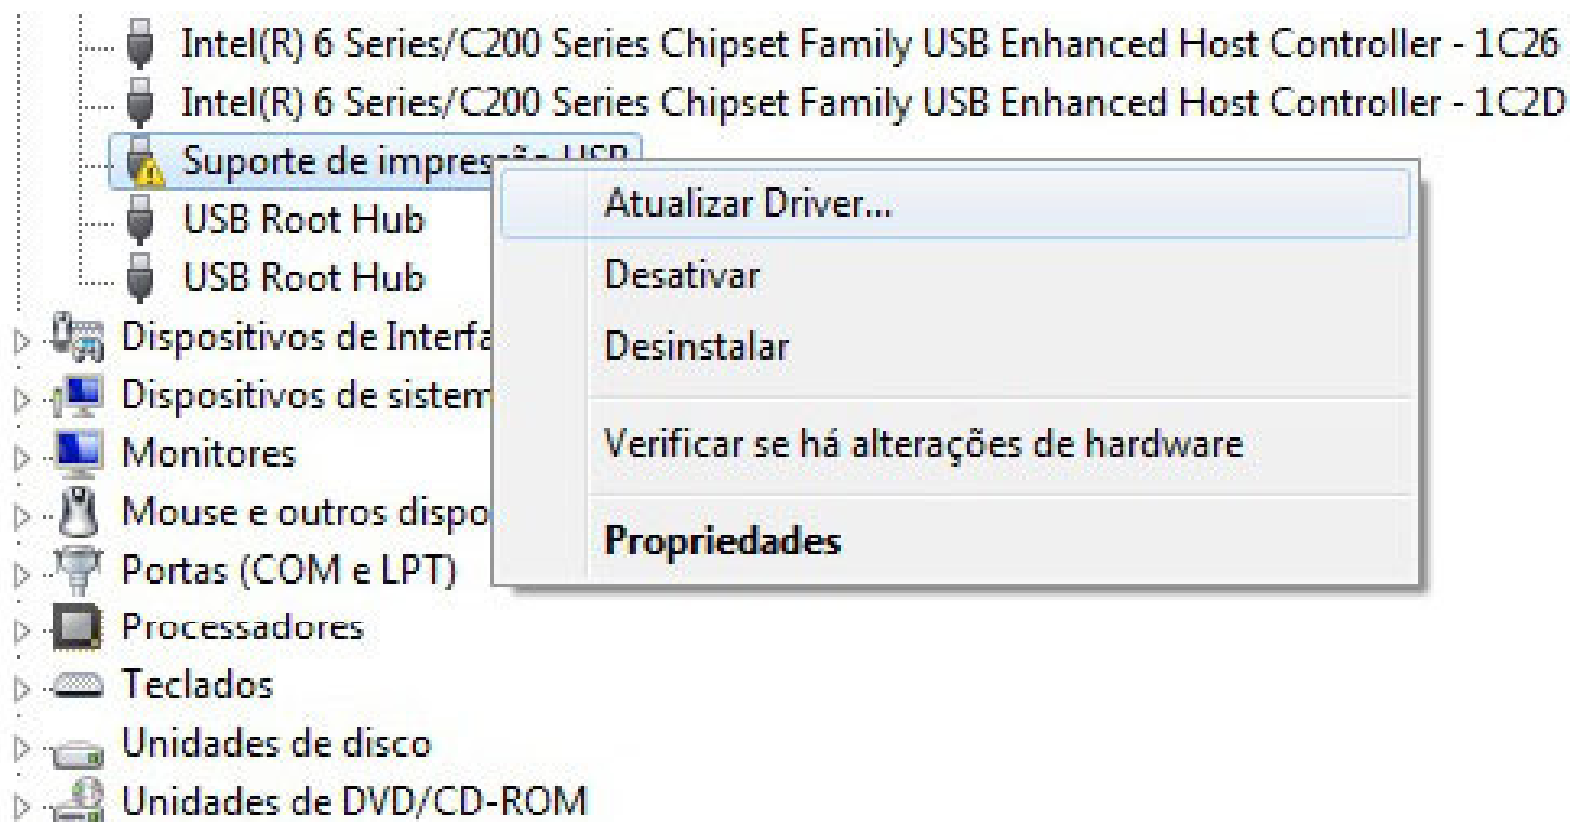 Intel(R) 6 Series/C200 Series Chipset Family USB Enhanced Host Controller - 1C26
Intel(R) 6 Series/C200 Series Chipset Family USB Enhanced Host Controller - 1C2D
Suporte de impressão USB
Atualizar Driver...
USB Root Hub
Desativar
USB Root Hub
Dispositivos de Interfa
Desinstalar
Dispositivos de sistem
Monitores
Verificar se há alterações de hardware
Mouse e outros dispo
Propriedades
Portas (COM e LPT)
Processadores
Teclados
Unidades de disco
Unidades de DVD/CD-ROM